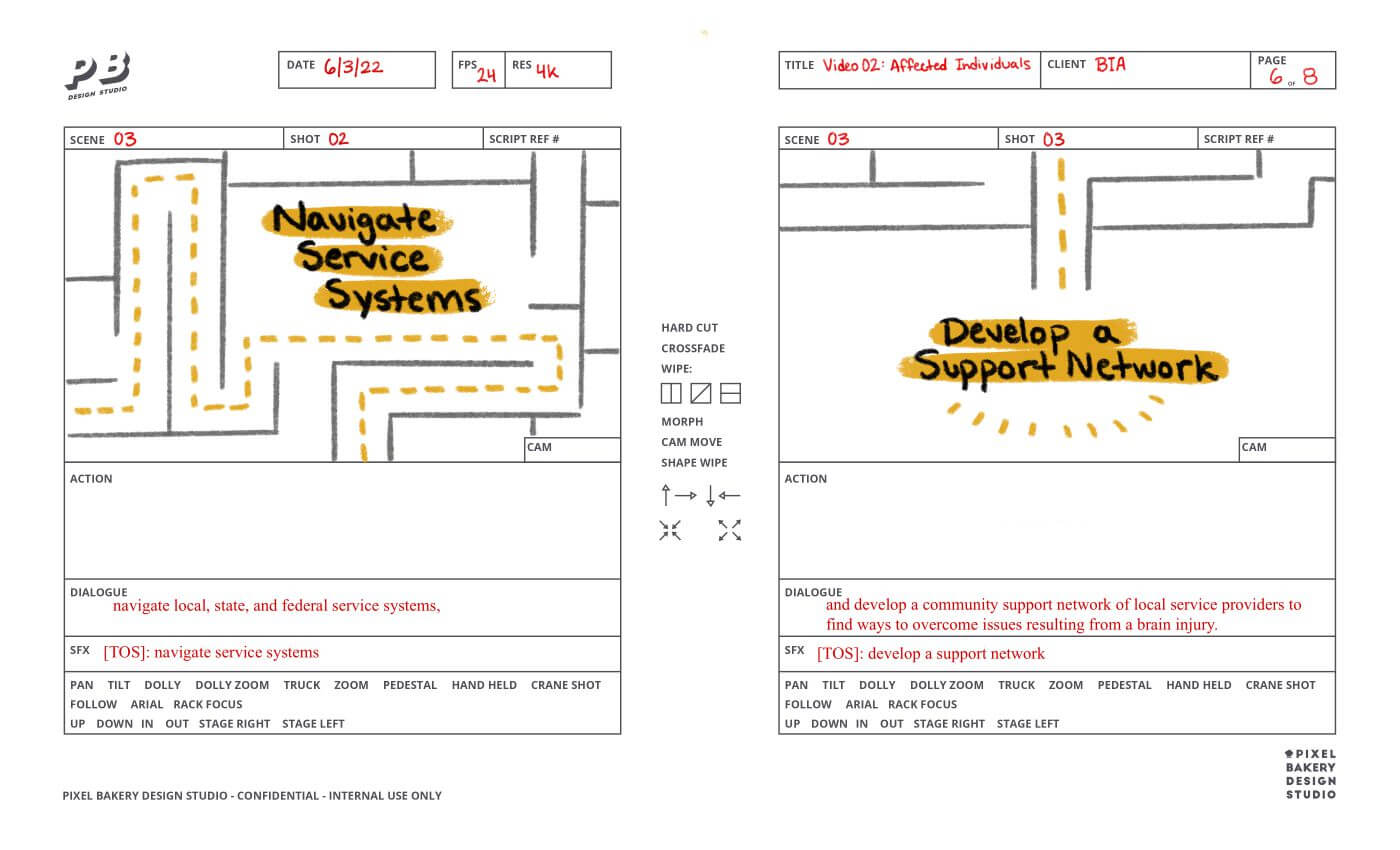 PB
DESIGN STUDIO
DATE 6/3/22
FPS 24 RES 4K
TITLE Video 02: Affected Individuals CLIENT BIA PAGE 6 OF 8
SCENE 03 SHOT 02 SCRIPT REF #
Navigate
Service
Systems
CAM
ACTION
DIALOGUE
navigate local, state, and federal service systems,
SFX [TOS]: navigate service systems
PAN TILT DOLLY DOLLY ZOOM TRUCK ZOOM PEDESTAL HAND HELD CRANE SHOT
FOLLOW ARIAL RACK FOCUS
UP DOWN IN OUT STAGE RIGHT STAGE LEFT
HARD CUT
CROSSFADE
WIPE:
MORPH
CAM MOVE
SHAPE WIPE
SCENE 03 SHOT 03 SCRIPT REF #
Develop a
Support Network
CAM
ACTION
DIALOGUE
and develop a community support network of local service providers to
find ways to overcome issues resulting from a brain injury.
SFX [TOS]: develop a support network
PAN TILT DOLLY DOLLY ZOOM TRUCK ZOOM PEDESTAL HAND HELD CRANE SHOT
FOLLOW ARIAL RACK FOCUS
UP DOWN IN OUT STAGE RIGHT STAGE LEFT
PIXEL BAKERY DESIGN STUDIO - CONFIDENTIAL - INTERNAL USE ONLY
PIXEL
BAKERY
DESIGN
STUDIO